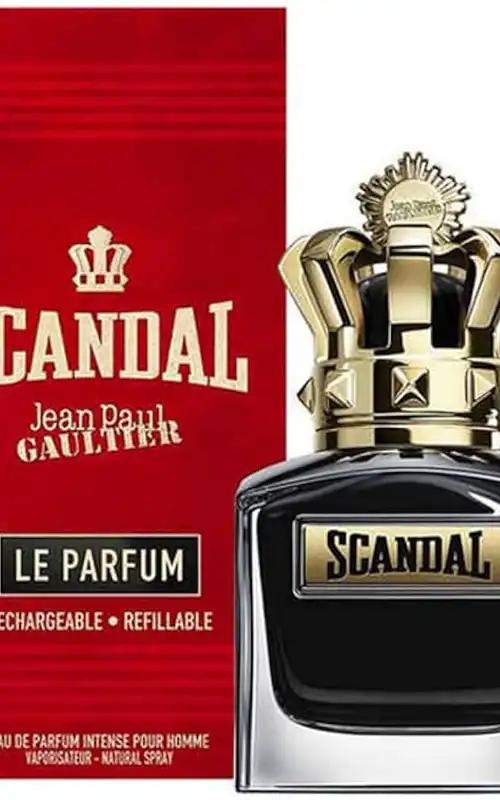 CANDAL
Jean Paul
GAULTIER
LE PARFUM
ECHARGEABLE • REFILLABLE
AU DE PARFUM INTENSE POUR HOMME
VAPORISATEUR - NATURAL SPRAY
Jean Paul
GAULTIER
SCANDAL